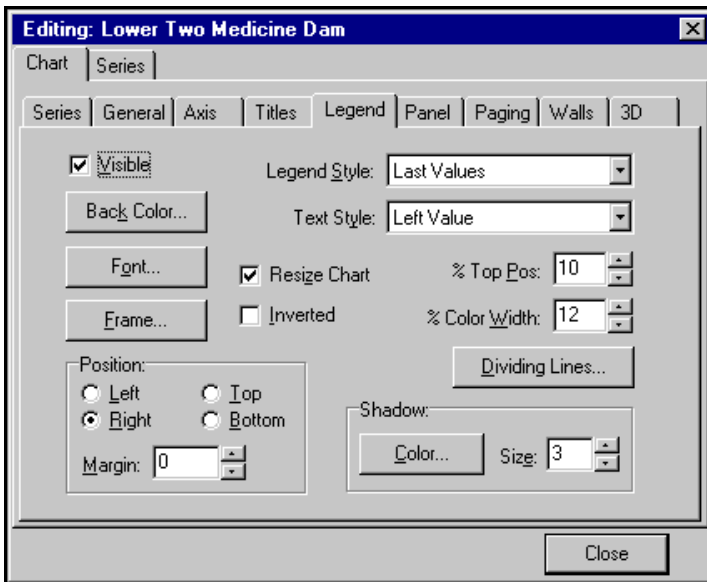 Editing: Lower Two Medicine Dam
Chart Series
Series General Axis Titles Legend Panel Paging Walls 3D
Visible
Legend Style: Last Values
Back Color...
Text Style: Left Value
Font...
Resize Chart
% Top Pos: 10
Frame...
Inverted
% Color Width: 12
Dividing Lines...
Position:
Left Top
Right Bottom
Margin: 0
Shadow:
Color... Size: 3
Close